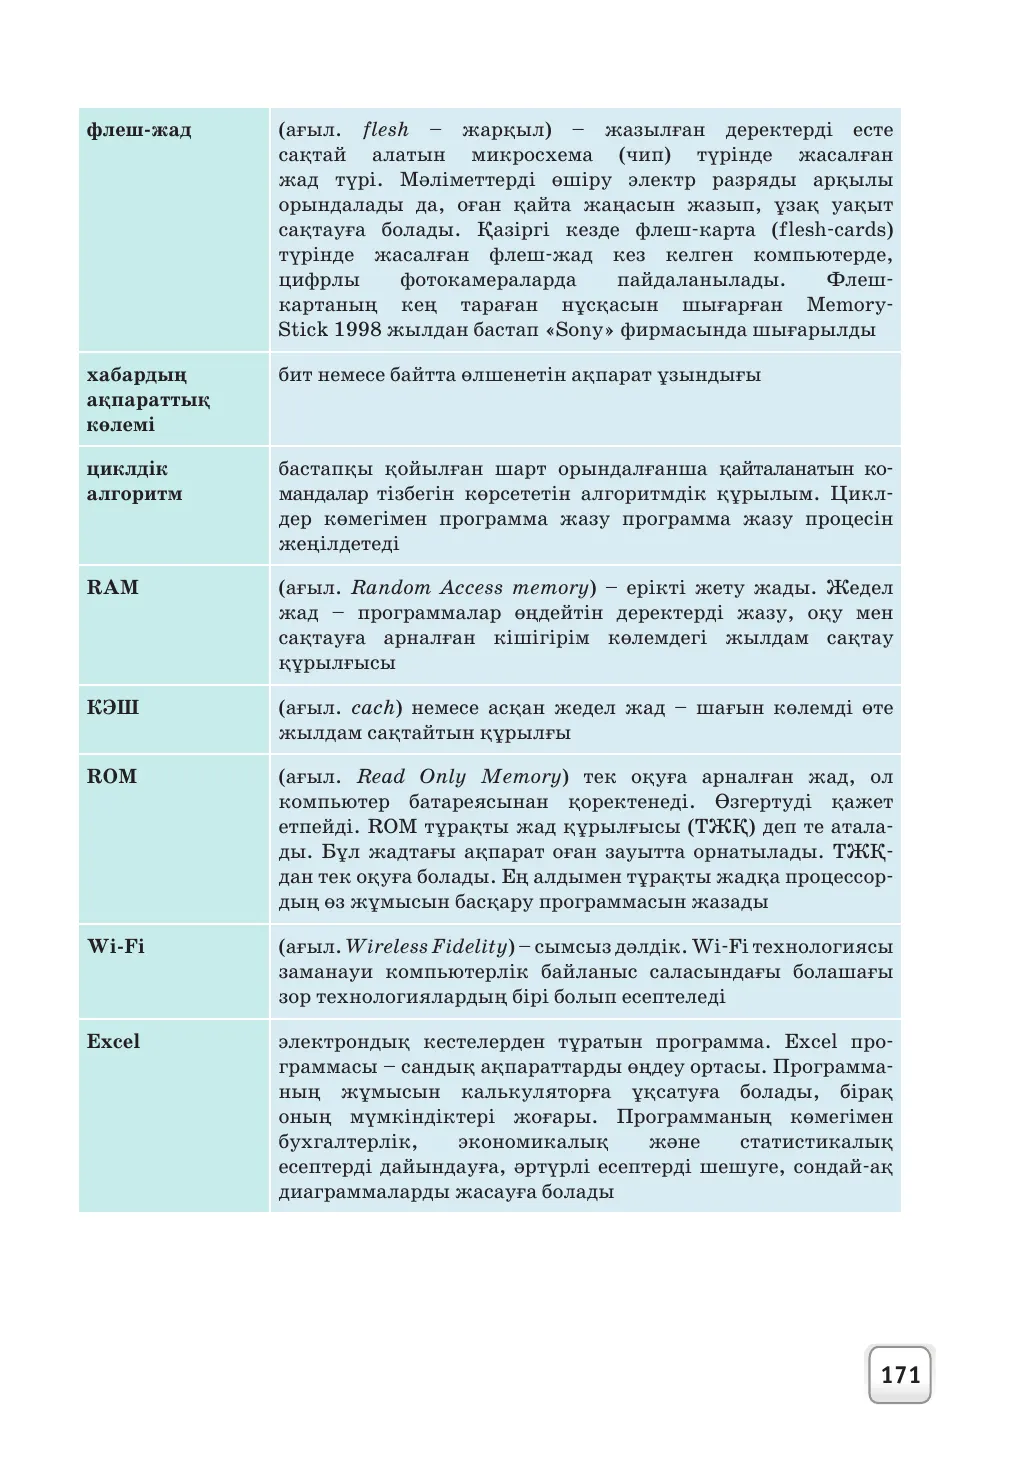 флеш-жад
(ағыл. flesh – жарқыл) – жазылған деректерді есте
сақтай алатын микросхема (чип) түрінде жасалған
жад түрі. Мәліметтерді өшіру электр разряды арқылы
орындалады да, оған қайта жаңасын жазып, ұзақ уақыт
сақтауға болады. Қазіргі кезде флеш-карта (flesh-cards)
түрінде жасалған флеш-жад кез келген компьютерде,
цифрлы фотокамераларда пайдаланылады. Флеш-
картаның кең тараған нұсқасын шығарған Memory-
Stick 1998 жылдан бастап «Sony» фирмасында шығарылды
хабардың
ақпараттық
көлемі
бит немесе байтта өлшенетін ақпарат ұзындығы
циклдік
алгоритм
бастапқы қойылған шарт орындалғанша қайталанатын ко-
мандалар тізбегін көрсететін алгоритмдік құрылым. Цикл-
дер көмегімен программа жазу программа жазу процесін
жеңілдетеді
RAM
(ағыл. Random Access memory) – ерікті жету жады. Жедел
жад – программалар өңдейтін деректерді жазу, оқу мен
сақтауға арналған кішігірім көлемдегі жылдам сақтау
құрылғысы
КЭШ
(ағыл. cach) немесе асқан жедел жад – шағын көлемді өте
жылдам сақтайтын құрылғы
ROM
(ағыл. Read Only Memory) тек оқуға арналған жад, ол
компьютер батареясынан қоректенеді. Өзгертуді қажет
етпейді. ROM тұрақты жад құрылғысы (ТЖҚ) деп те атала-
ды. Бұл жадтағы ақпарат оған зауытта орнатылады. ТЖҚ-
дан тек оқуға болады. Ең алдымен тұрақты жадқа процессор-
дың өз жұмысын басқару программасын жазады
Wi-Fi
(ағыл. Wireless Fidelity) – сымсыз дәлдік. Wi-Fi технологиясы
заманауи компьютерлік байланыс саласындағы болашағы
зор технологиялардың бірі болып есептеледі
Excel
электрондық кестелерден тұратын программа. Excel про-
граммасы – сандық ақпараттарды өңдеу ортасы. Программа-
ның жұмысын калькуляторға ұқсатуға болады, бірақ
оның мүмкіндіктері жоғары. Программаның көмегімен
бухгалтерлік, экономикалық және статистикалық
есептерді дайындауға, әртүрлі есептерді шешуге, сондай-ақ
диаграммаларды жасауға болады
171